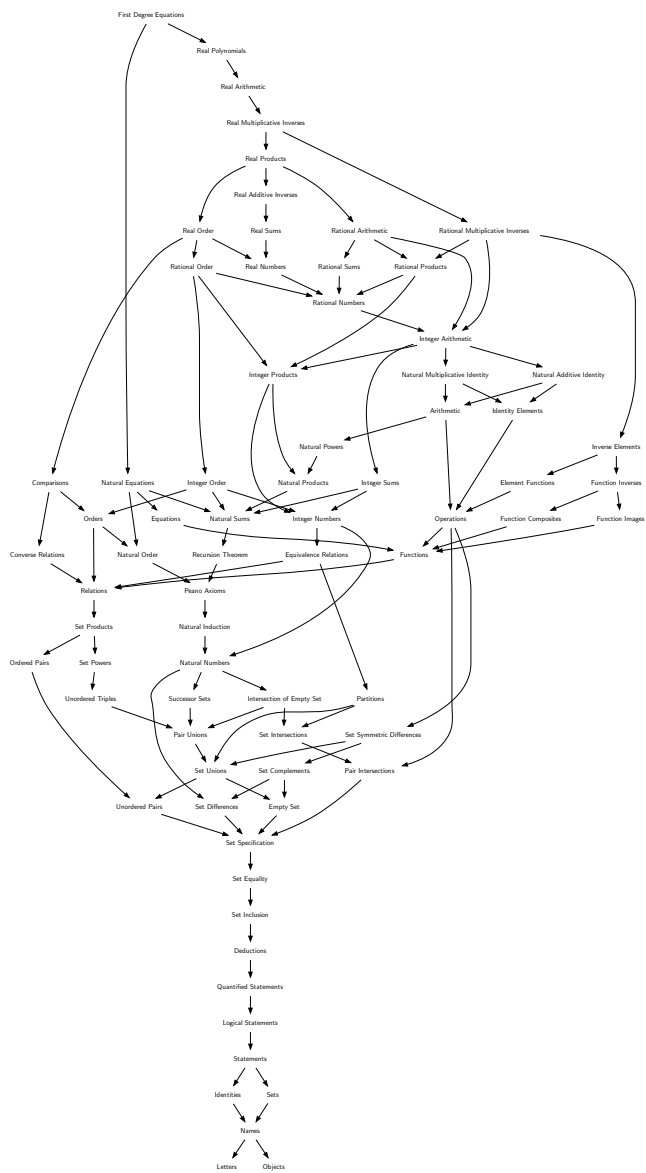 First Degree Equations
Real Polynomials
Real Arithmetic
Real Multiplicative Inverses
Real Products
Real Additive Inverses
Real Order Real Sums Rational Arithmetic Rational Multiplicative Inverses
Rational Order Real Numbers Rational Sums Rational Products
Rational Numbers
Integer Arithmetic
Integer Products Natural Multiplicative Identity Natural Additive Identity
Arithmetic Identity Elements
Natural Powers Inverse Elements
Comparisons Natural Equations Integer Order Natural Products Integer Sums Element Functions Function Inverses
Orders Equations Natural Sums Integer Numbers Operations Function Composites Function Images
Converse Relations Natural Order Recursion Theorem Equivalence Relations Functions
Relations Peano Axioms
Set Products Natural Induction
Ordered Pairs Set Powers Natural Numbers
Unordered Triples Successor Sets Intersection of Empty Set Partitions
Pair Unions Set Intersections Set Symmetric Differences
Set Unions Set Complements Pair Intersections
Unordered Pairs Set Differences Empty Set
Set Specification
Set Equality
Set Inclusion
Deductions
Quantified Statements
Logical Statements
Statements
Identities Sets
Names
Letters Objects